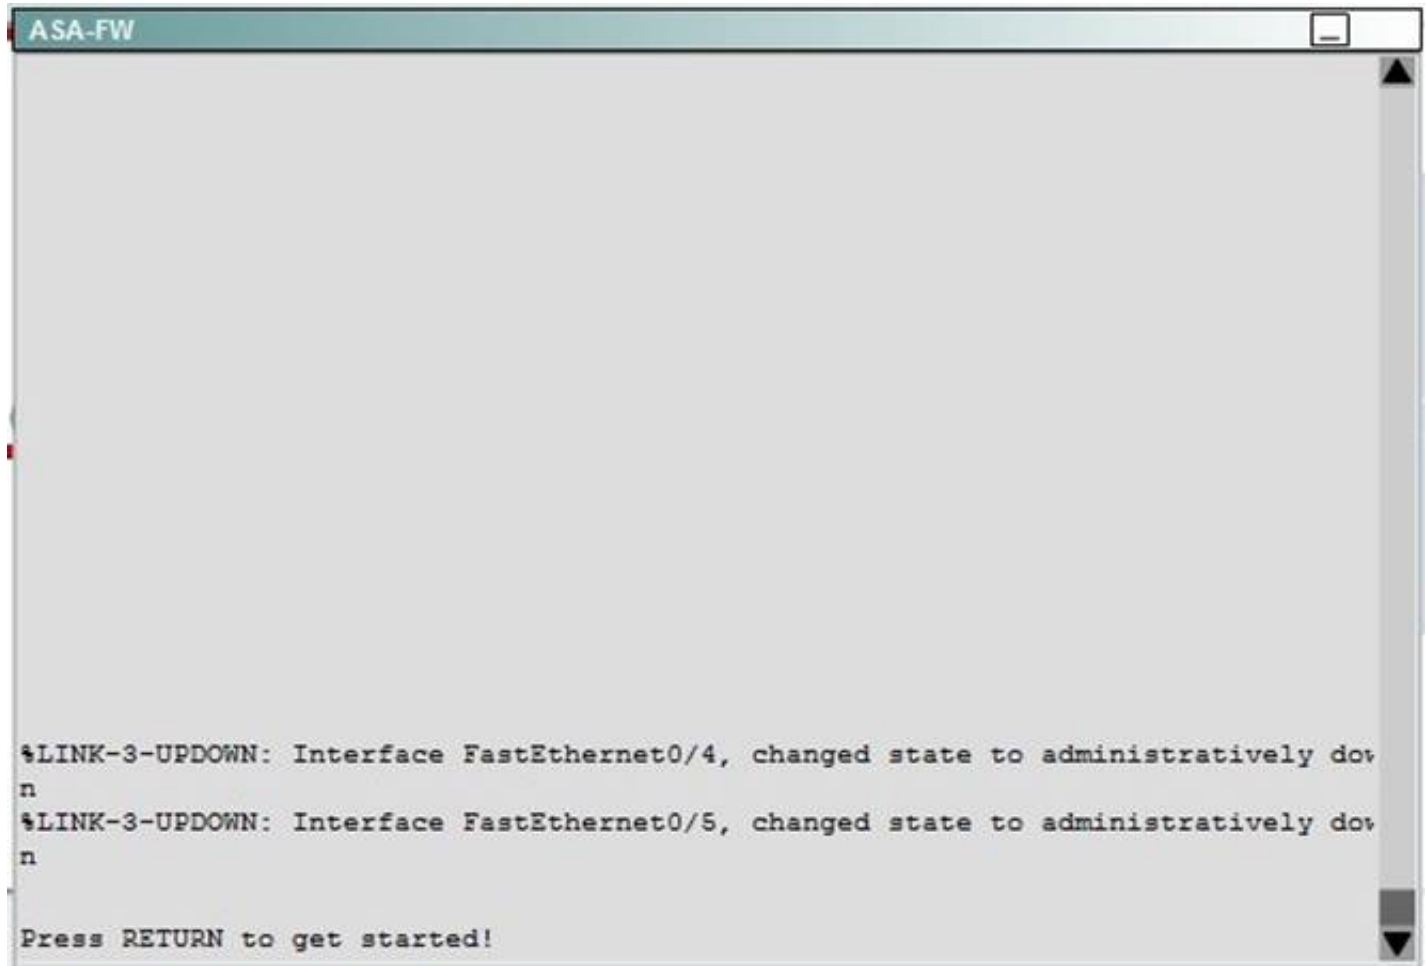 ASA-FW
%LINK-3-UPDOWN: Interface FastEthernet0/4, changed state to administratively dow
n
%LINK-3-UPDOWN: Interface FastEthernet0/5, changed state to administratively dow
n
Press RETURN to get started!